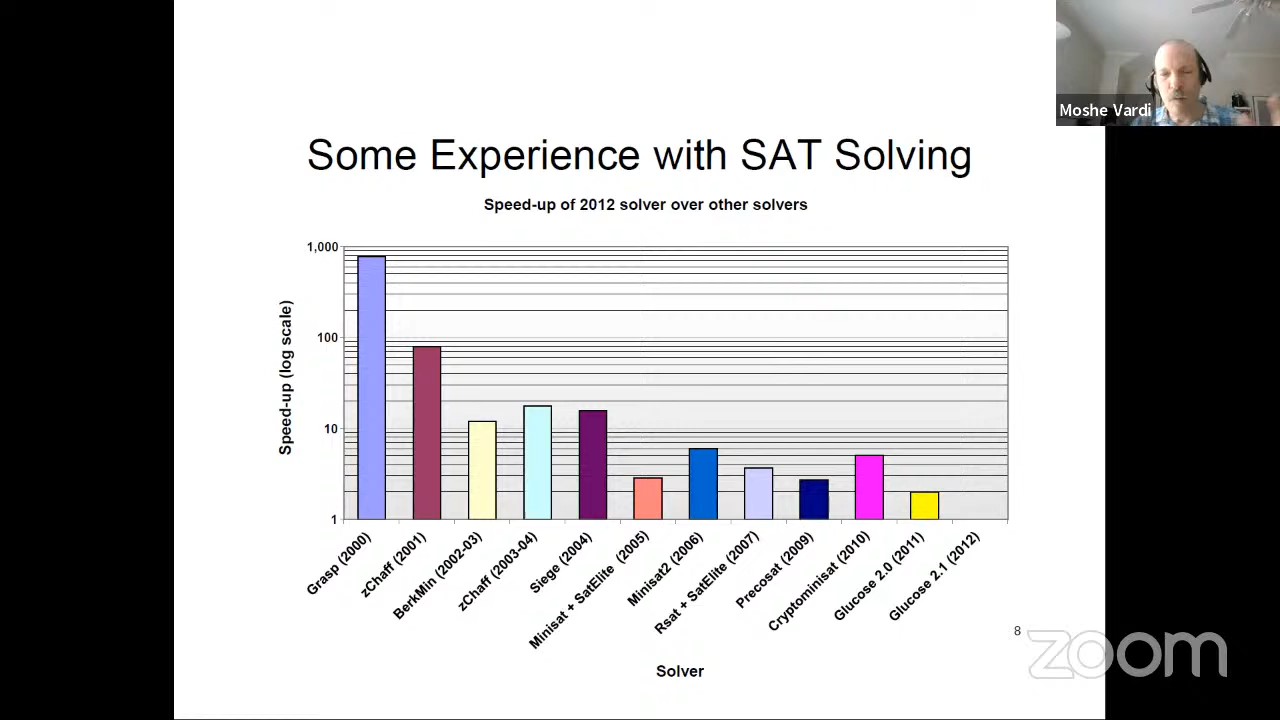 Moshe Vardi
Some Experience with SAT Solving
Speed-up of 2012 solver over other solvers
1,000
100
10
1
Speed-up (log scale)
Grasp (2000)
zChaff (2001)
BerkMin (2002-03)
zChaff (2003-04)
Siege (2004)
Minisat + SatElite (2005)
Minisat2 (2006)
Rsat + SatElite (2007)
Precosat (2009)
Cryptominisat (2010)
Glucose 2.0 (2011)
Glucose 2.1 (2012)
Solver
8
zoom